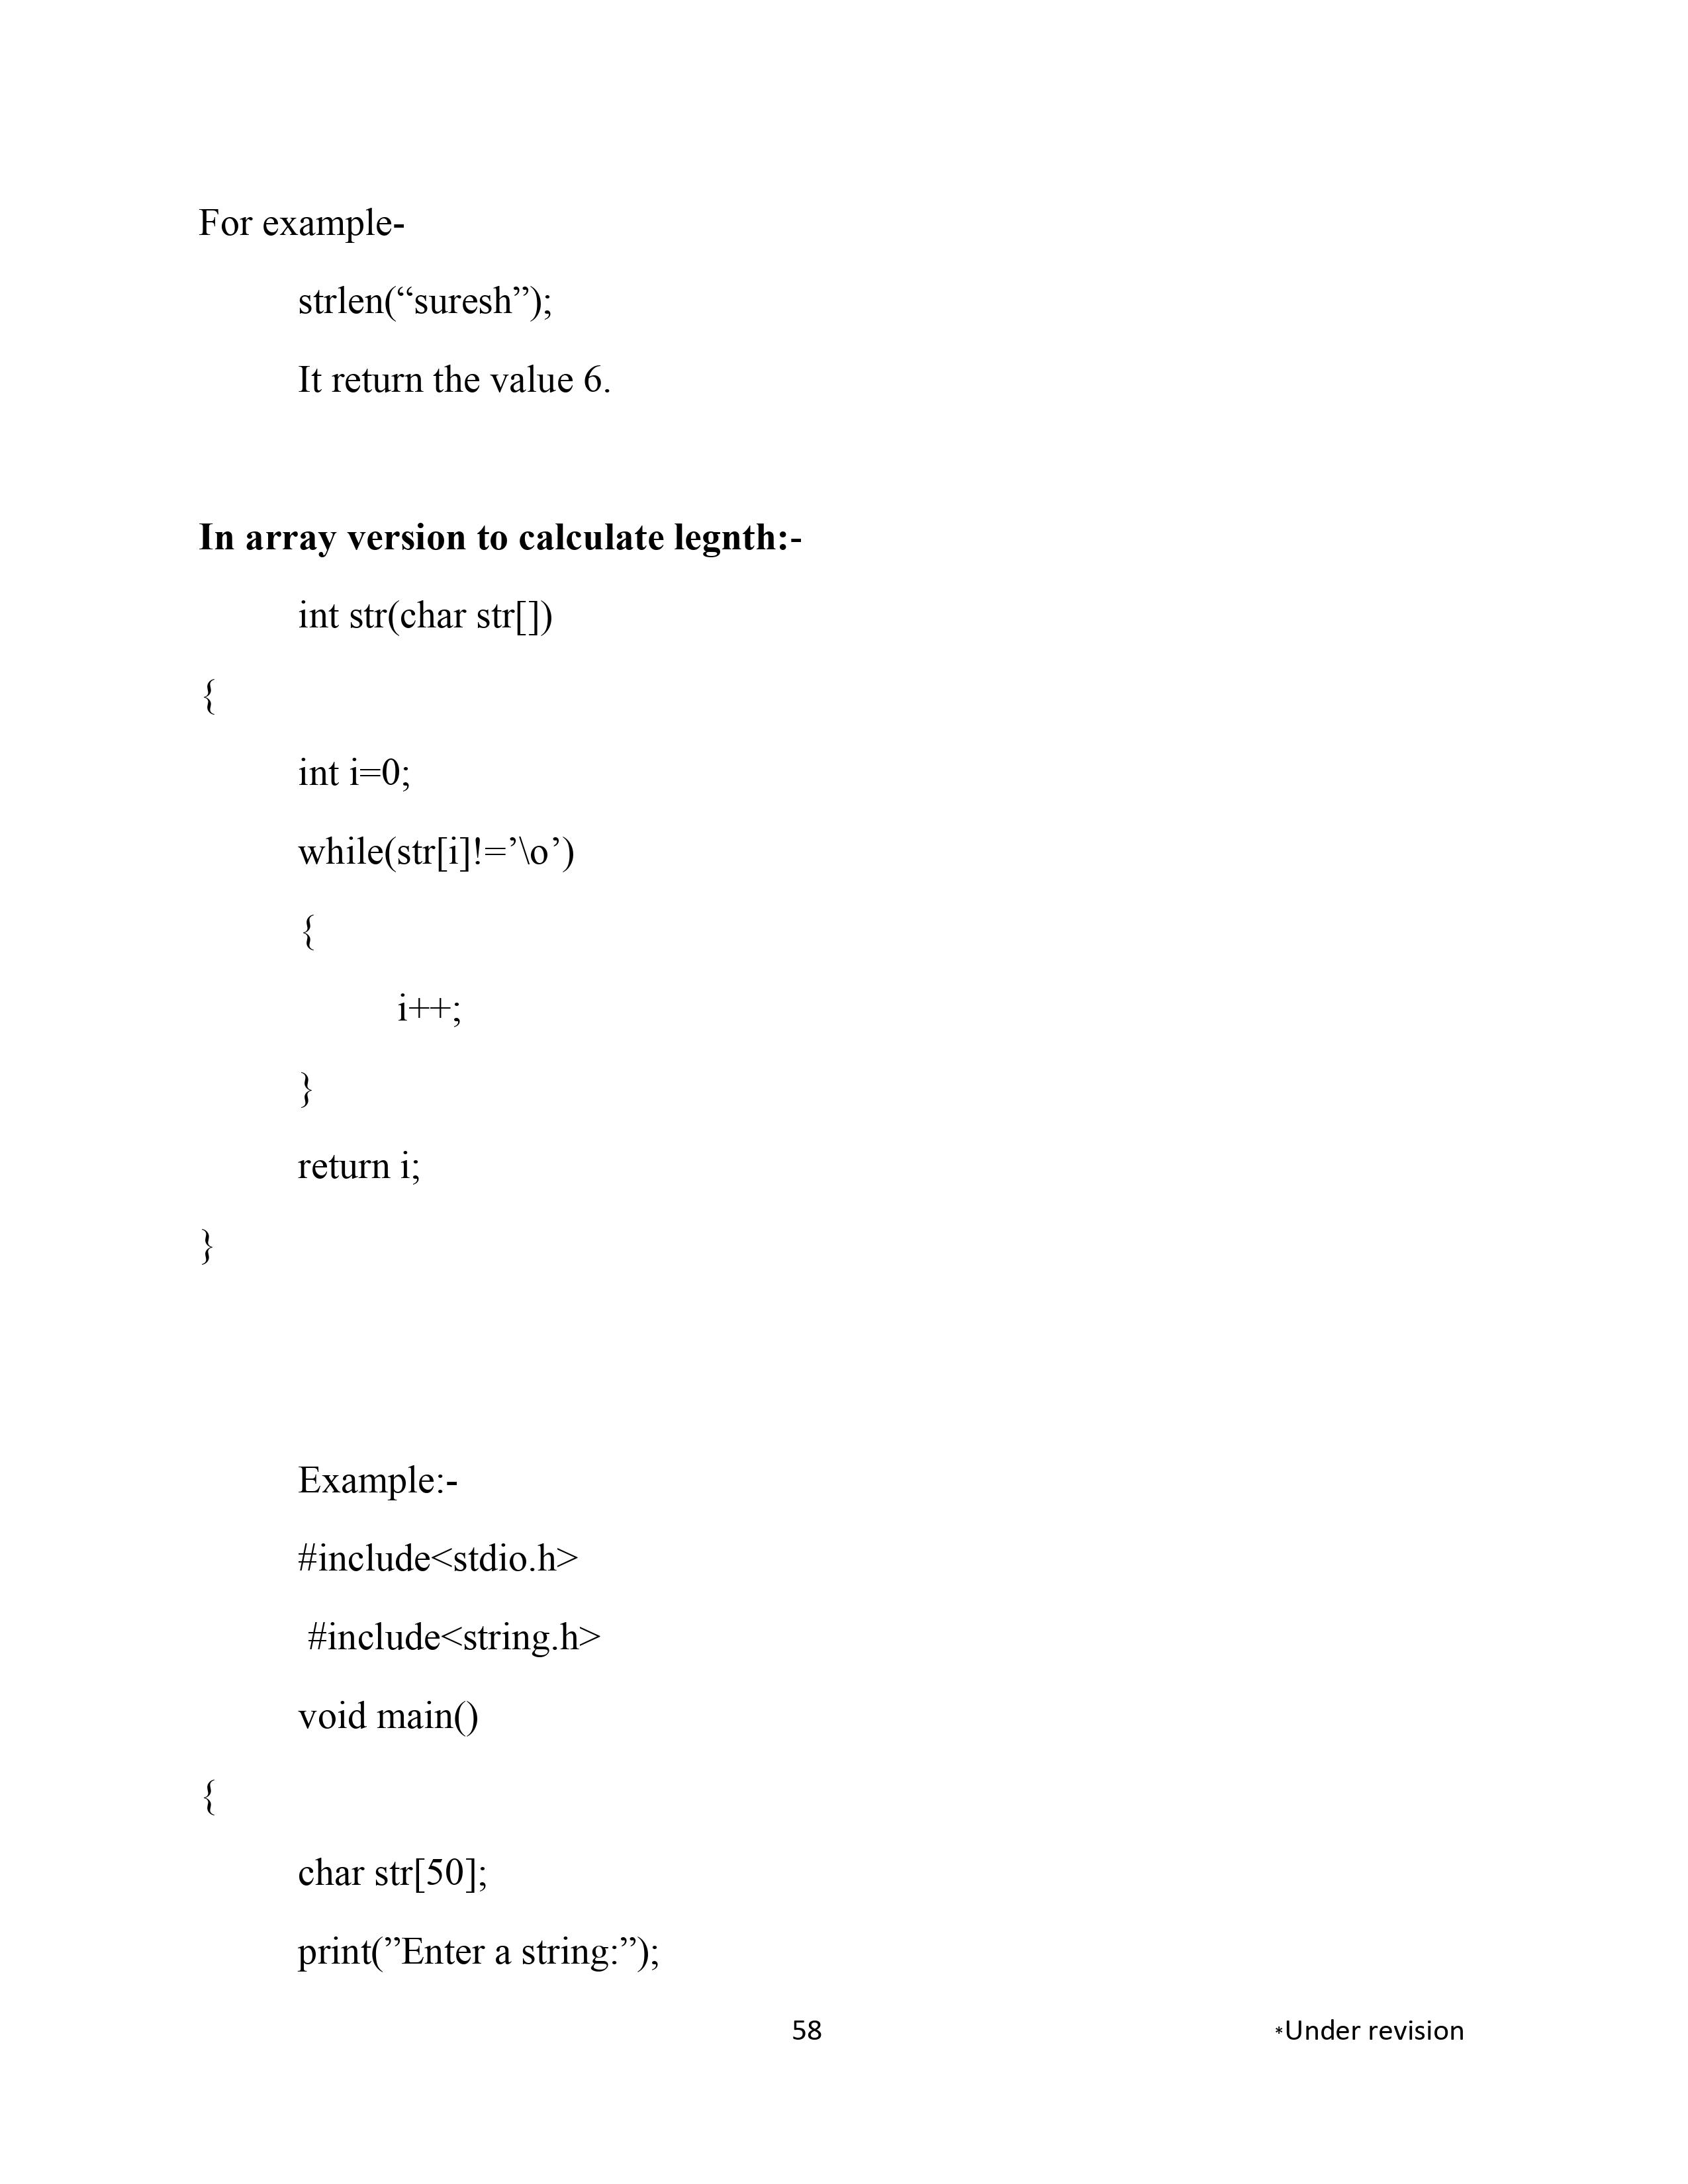 For example-
strlen(“suresh”);
It return the value 6.
In array version to calculate legnth:-
int str(char str[])
{
int i=0;
while(str[i]!=’\o’)
{
i++;
}
return i;
}
Example:-
#include<stdio.h>
#include<string.h>
void main()
{
char str[50];
print(”Enter a string:”);
58
*Under revision